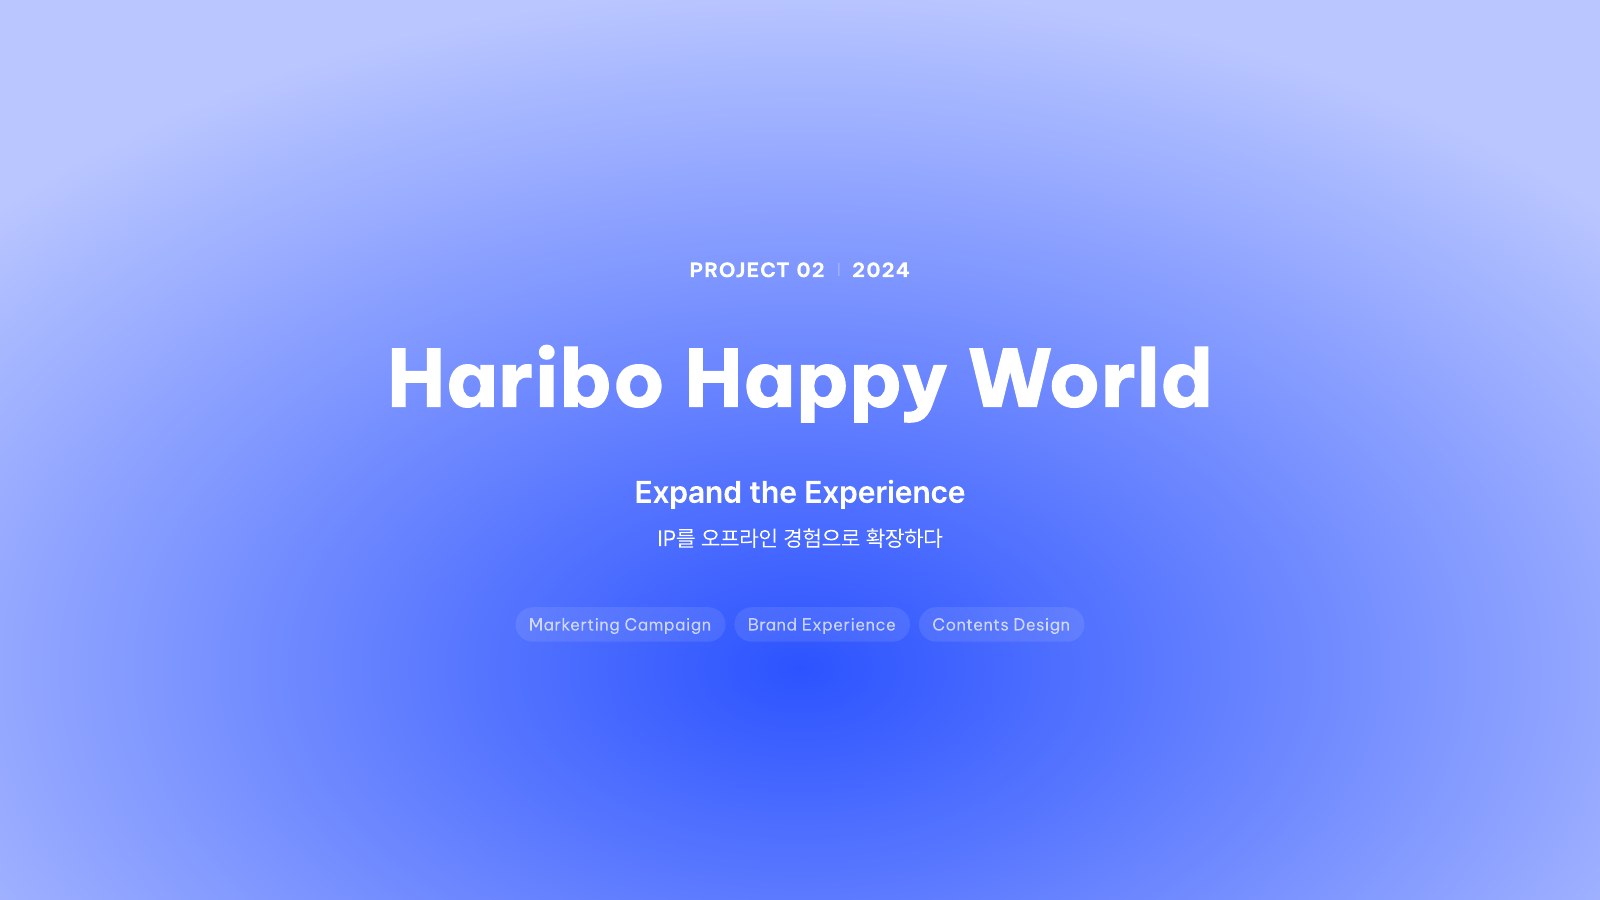 PROJECT 02 | 2024
Haribo Happy World
Expand the Experience
IP를 오프라인 경험으로 확장하다
Markerting Campaign Brand Experience Contents Design